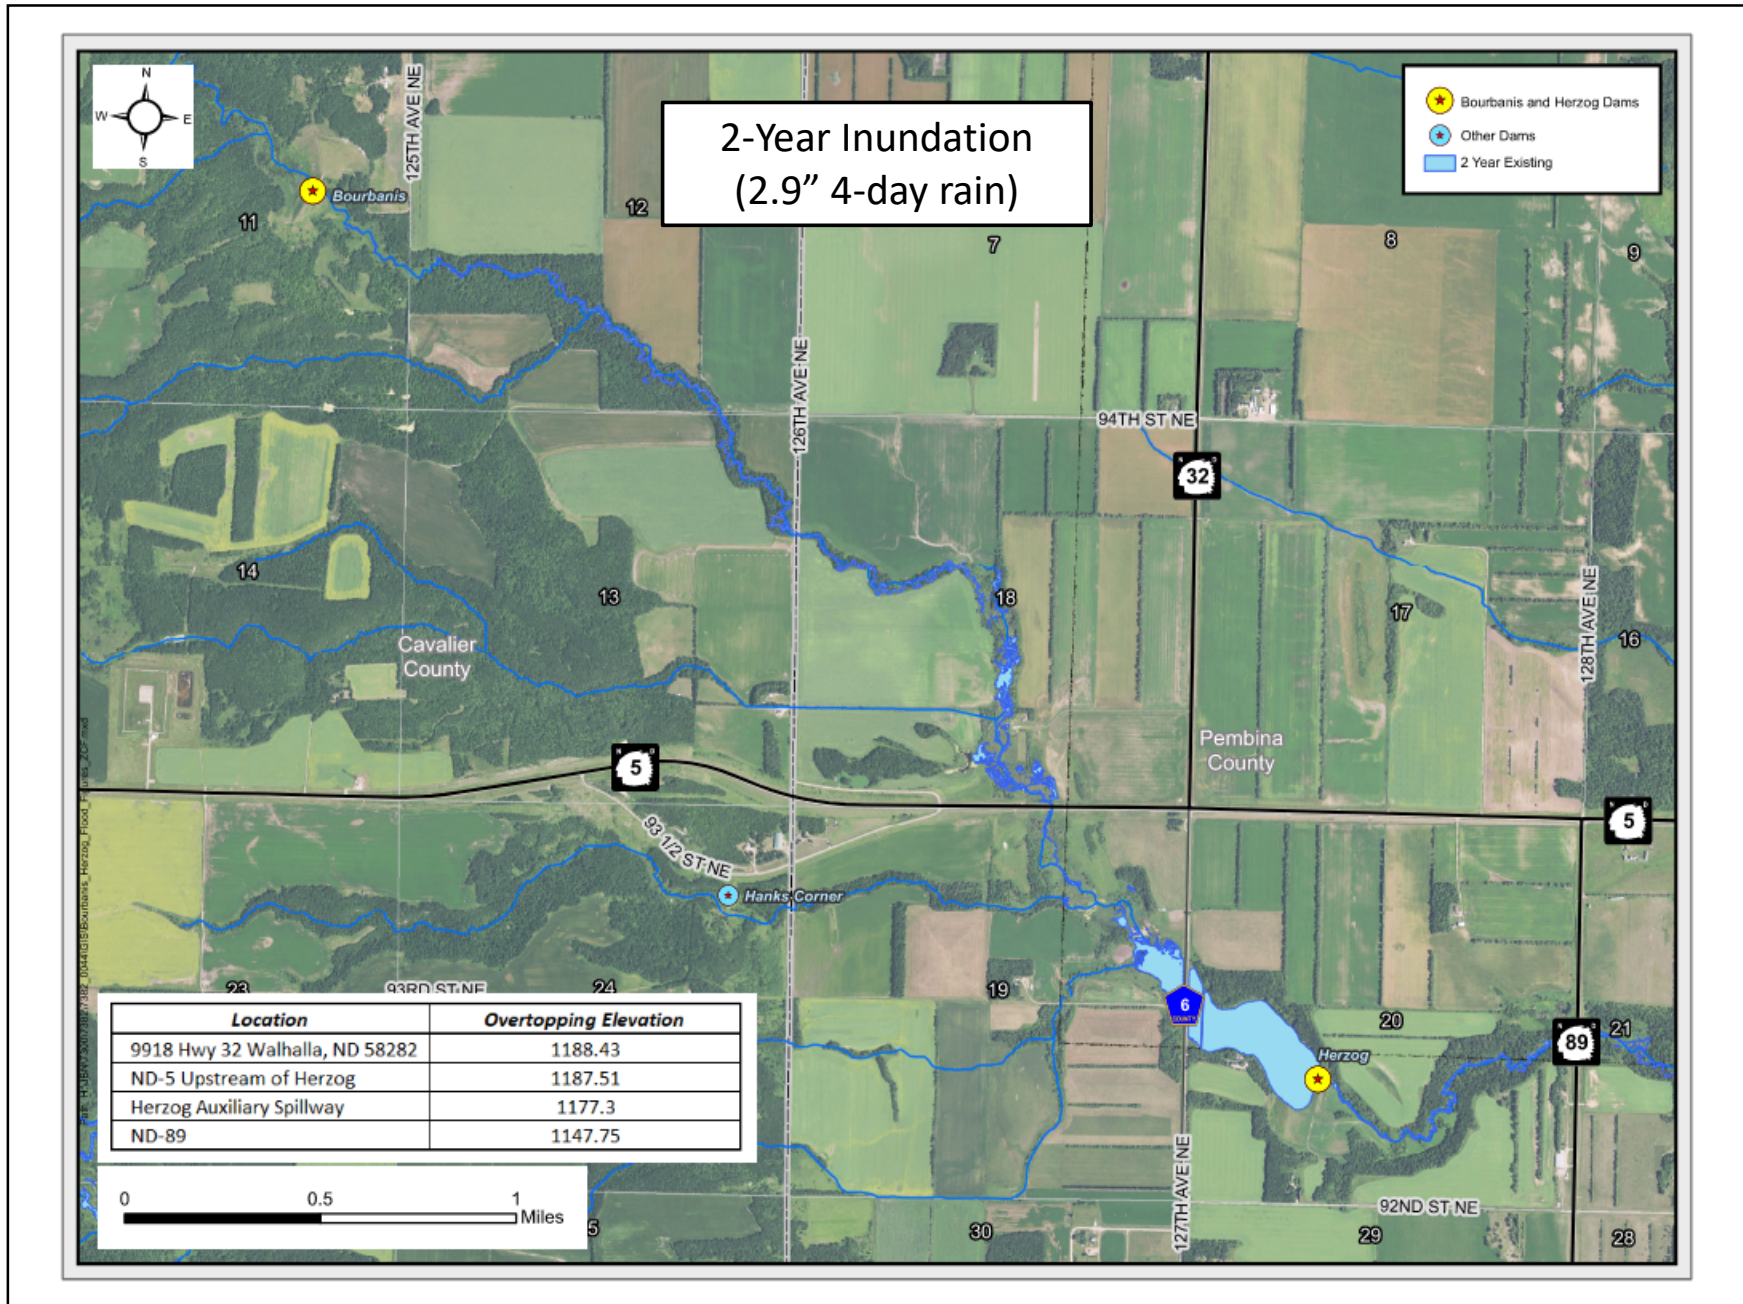 N
W E
S
2-Year Inundation
(2.9” 4-day rain)
Bourbanis and Herzog Dams
Other Dams
2 Year Existing
125TH AVE NE
Bourbanis
11
12
7
8
9
126TH AVE NE
94TH ST NE
N D
32
14
13
18
17
16
128TH AVE NE
Cavalier
County
Pembina
County
N D
5
N D
5
93 1/2 ST NE
Hanks Corner
23
93RD ST NE
24
19
6
COUNTY
20
N D
89
21
Herzog
Location Overtopping Elevation
9918 Hwy 32 Walhalla, ND 58282 1188.43
ND-5 Upstream of Herzog 1187.51
Herzog Auxiliary Spillway 1177.3
ND-89 1147.75
127TH AVE NE
92ND ST NE
0 0.5 1
Miles
5
30
29
28